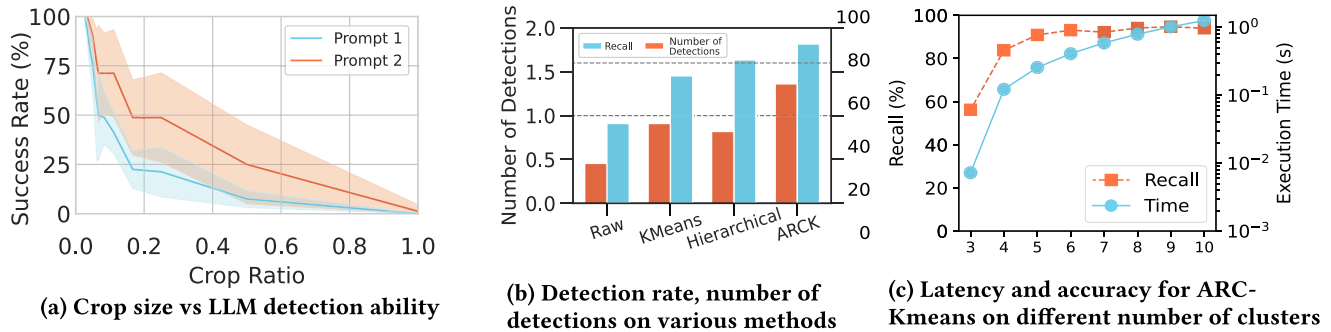 100
75
50
25
0
Success Rate (%)
Prompt 1
Prompt 2
0.0 0.2 0.4 0.6 0.8 1.0
Crop Ratio
(a) Crop size vs LLM detection ability
2.0
1.5
1.0
0.5
0.0
Number of Detections
Recall
Number of
Detections
100
80
60
40
20
0
Recall (%)
Raw KMeans Hierarchical ARCK
(b) Detection rate, number of
detections on various methods
100
80
60
40
20
0
Recall
Time
10⁰
10⁻¹
10⁻²
10⁻³
Execution Time (s)
3 4 5 6 7 8 9 10
(c) Latency and accuracy for ARC-
Kmeans on different number of clusters